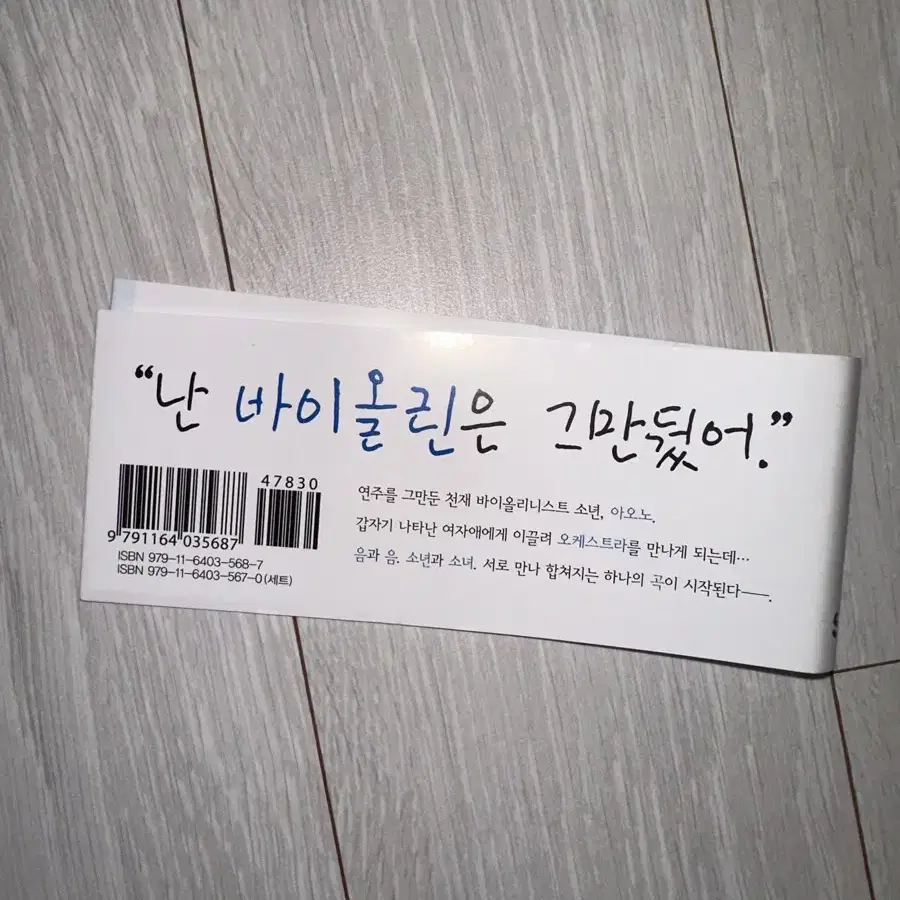 “난 바이올린은 그만뒀어.”
47830
9 791164 035687
ISBN 979-11-6403-568-7
ISBN 979-11-6403-567-0 (세트)
연주를 그만둔 천재 바이올리니스트 소년, 아오노.
갑자기 나타난 여자애에게 이끌려 오케스트라를 만나게 되는데…
음과 음. 소년과 소녀. 서로 만나 합쳐지는 하나의 곡이 시작된다──.